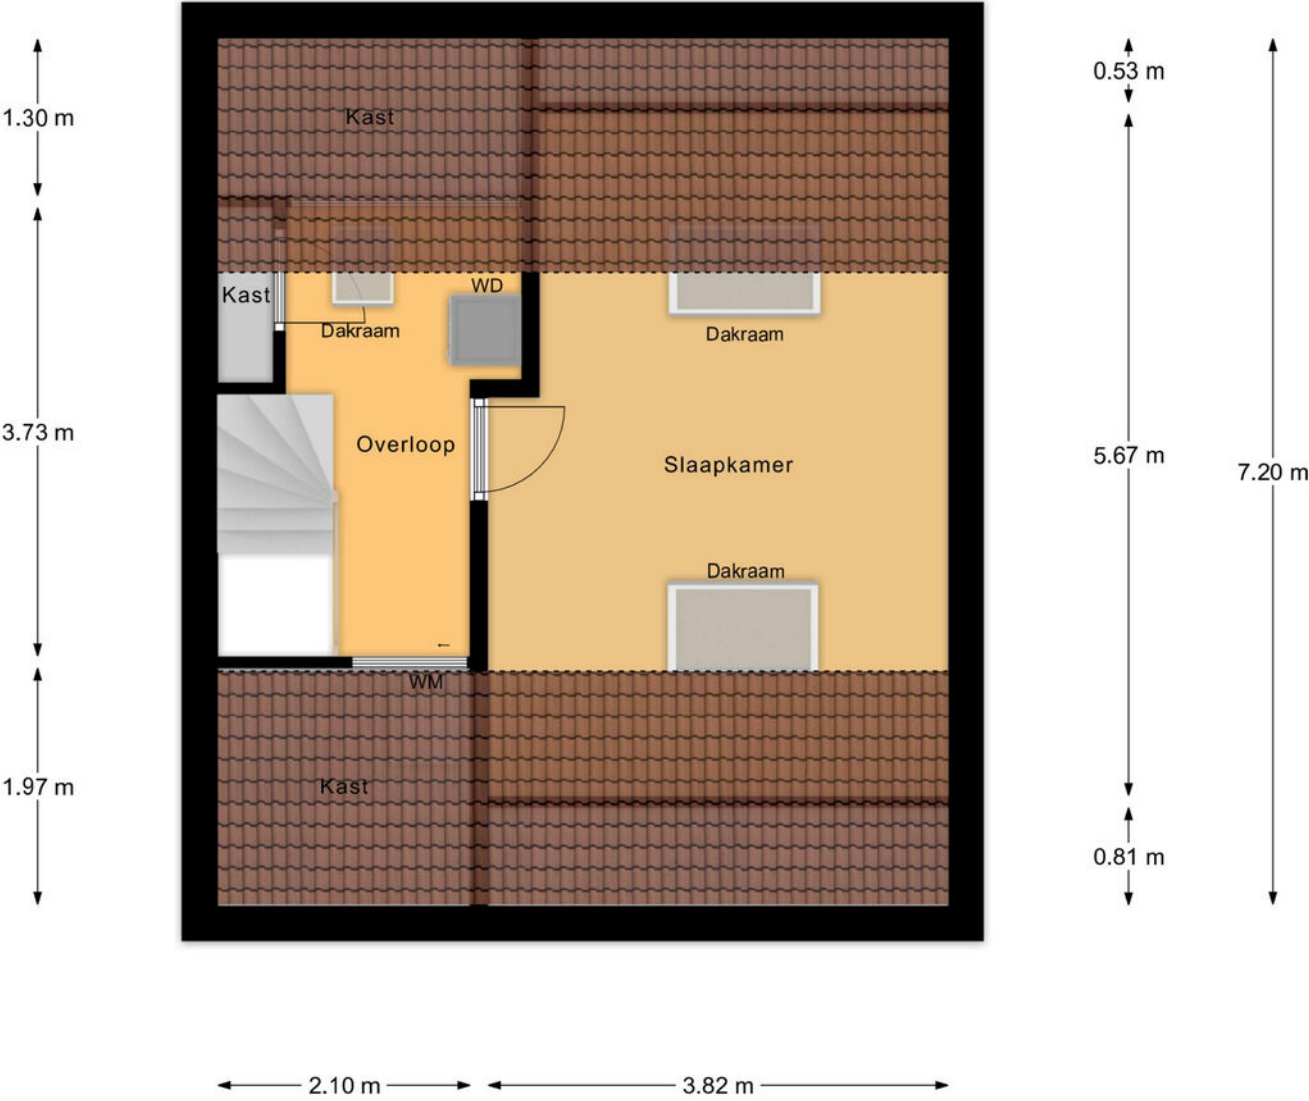 0.53 m
1.30 m
Kast
Kast
WD
Dakraam
Dakraam
3.73 m
Overloop
Slaapkamer
5.67 m
7.20 m
Dakraam
←
WM
1.97 m
Kast
0.81 m
2.10 m
3.82 m